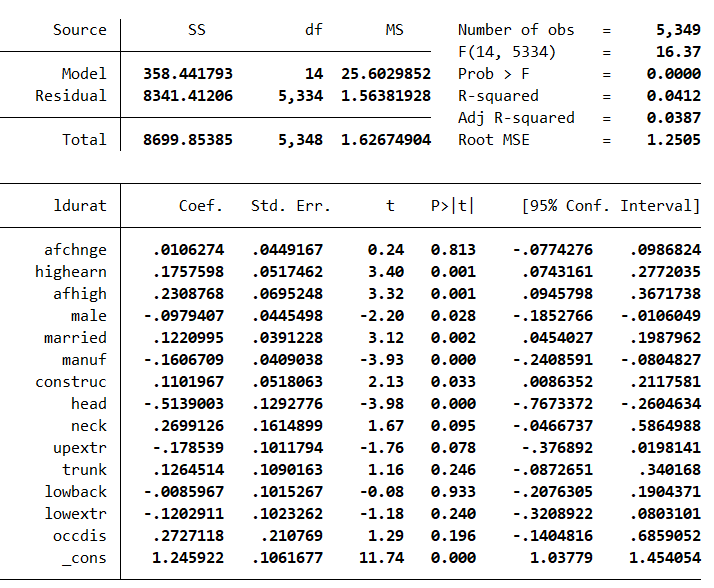 Source SS df MS Number of obs = 5,349
F(14, 5334) = 16.37
Model 358.441793 14 25.6029852 Prob > F = 0.0000
Residual 8341.41206 5,334 1.56381928 R-squared = 0.0412
Adj R-squared = 0.0387
Total 8699.85385 5,348 1.62674904 Root MSE = 1.2505
ldurat Coef. Std. Err. t P>|t| [95% Conf. Interval]
afchnge .0106274 .0449167 0.24 0.813 -.0774276 .0986824
highearn .1757598 .0517462 3.40 0.001 .0743161 .2772035
afhigh .2308768 .0695248 3.32 0.001 .0945798 .3671738
male -.0979407 .0445498 -2.20 0.028 -.1852766 -.0106049
married .1220995 .0391228 3.12 0.002 .0454027 .1987962
manuf -.1606709 .0409038 -3.93 0.000 -.2408591 -.0804827
construc .1101967 .0518063 2.13 0.033 .0086352 .2117581
head -.5139003 .1292776 -3.98 0.000 -.7673372 -.2604634
neck .2699126 .1614899 1.67 0.095 -.0466737 .5864988
upextr -.178539 .1011794 -1.76 0.078 -.376892 .0198141
trunk .1264514 .1090163 1.16 0.246 -.0872651 .340168
lowback -.0085967 .1015267 -0.08 0.933 -.2076305 .1904371
lowextr -.1202911 .1023262 -1.18 0.240 -.3208922 .0803101
occdis .2727118 .210769 1.29 0.196 -.1404816 .6859052
_cons 1.245922 .1061677 11.74 0.000 1.03779 1.454054